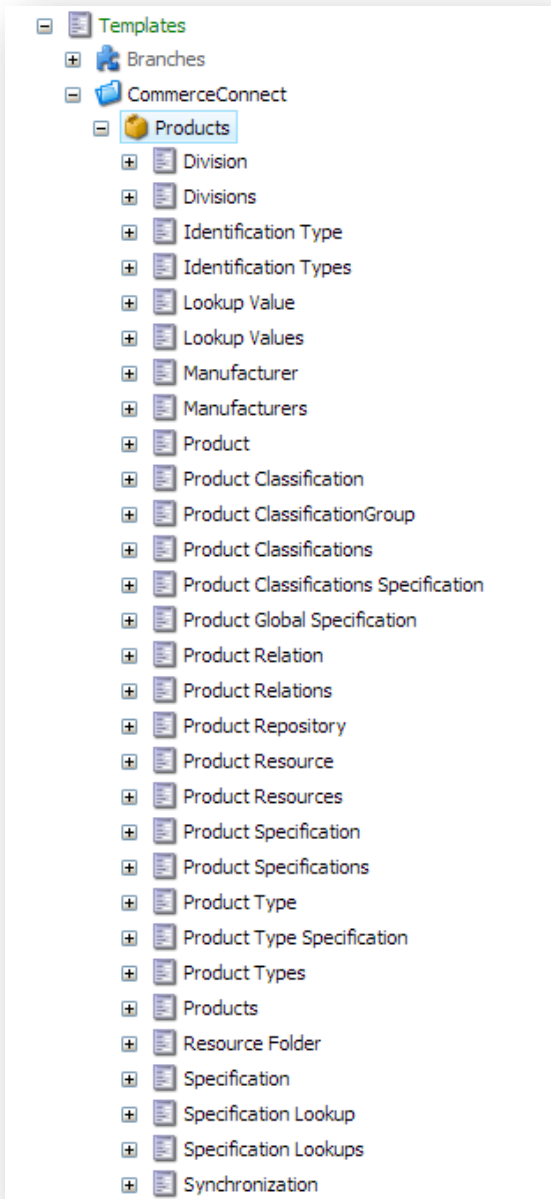 Templates
Branches
CommerceConnect
Products
Division
Divisions
Identification Type
Identification Types
Lookup Value
Lookup Values
Manufacturer
Manufacturers
Product
Product Classification
Product ClassificationGroup
Product Classifications
Product Classifications Specification
Product Global Specification
Product Relation
Product Relations
Product Repository
Product Resource
Product Resources
Product Specification
Product Specifications
Product Type
Product Type Specification
Product Types
Products
Resource Folder
Specification
Specification Lookup
Specification Lookups
Synchronization